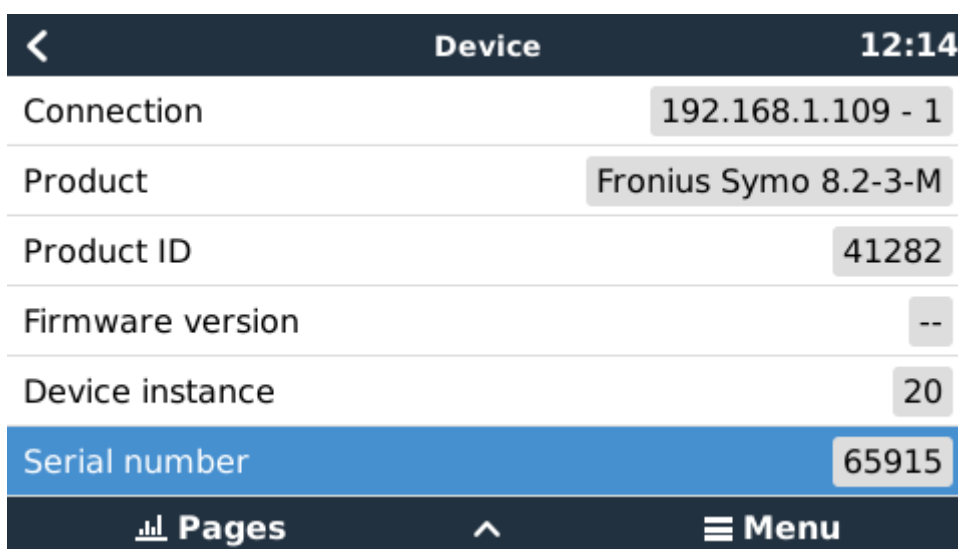 Device 12:14
Connection 192.168.1.109 - 1
Product Fronius Symo 8.2-3-M
Product ID 41282
Firmware version --
Device instance 20
Serial number 65915
Pages Menu